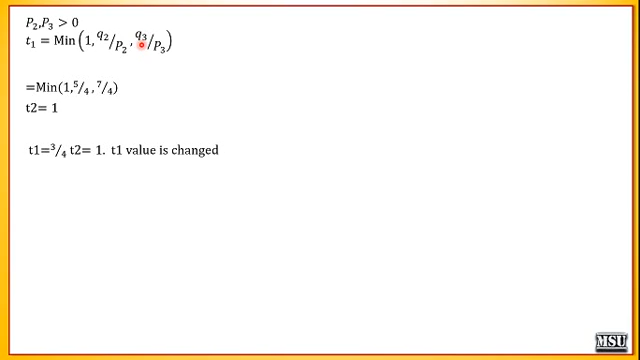 P₂,P₃ > 0
t₁ = Min(1, q₂/P₂, q₃/P₃)
=Min(1,⁵/₄ , ⁷/₄)
t2= 1
t1=³/₄ t2= 1. t1 value is changed
MSU